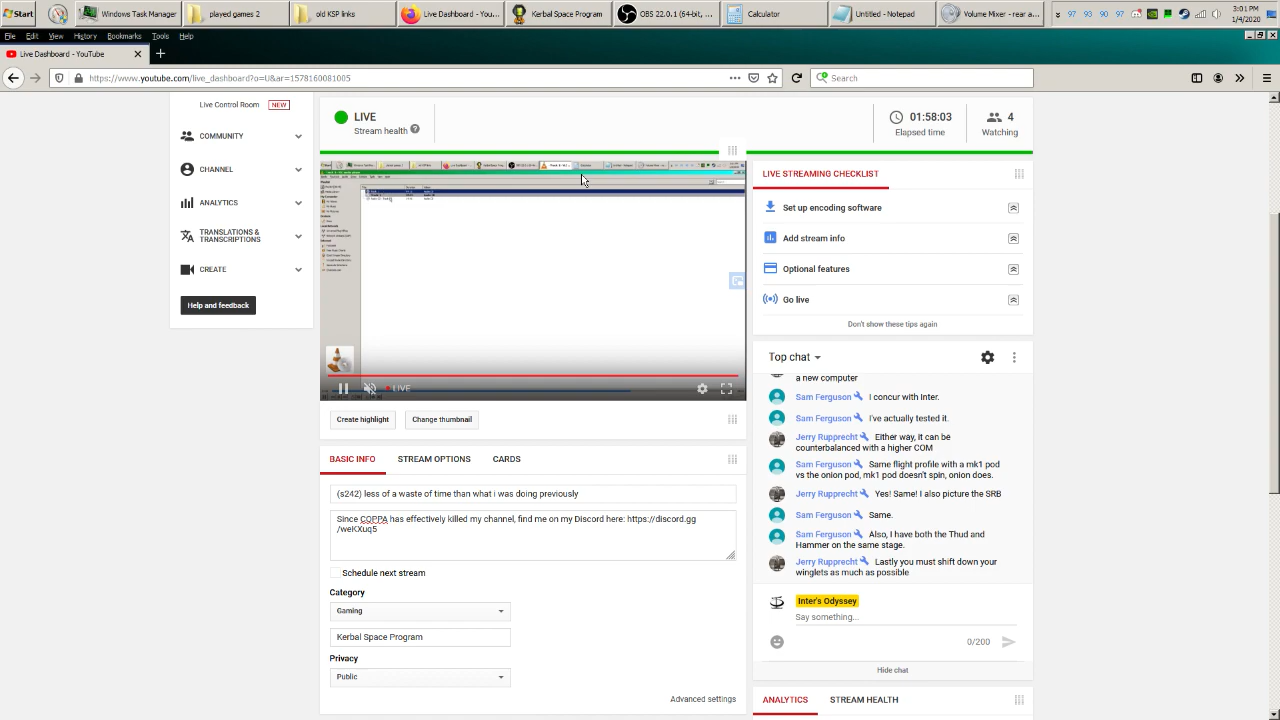 Start
Windows Task Manager
played games 2
old KSP links
Live Dashboard - You...
Kerbal Space Program
OBS 22.0.1 (64-bit, ...
Calculator
Untitled - Notepad
Volume Mixer - rear a...
97 93 90 97
3:01 PM
1/4/2020
File Edit View History Bookmarks Tools Help
Live Dashboard - YouTube
https://www.youtube.com/live_dashboard?o=U&ar=1578160081005
Search
Live Control Room NEW
COMMUNITY
CHANNEL
ANALYTICS
TRANSLATIONS &
TRANSCRIPTIONS
CREATE
Help and feedback
LIVE
Stream health
01:58:03
Elapsed time
4
Watching
LIVE
Create highlight
Change thumbnail
BASIC INFO STREAM OPTIONS CARDS
(s242) less of a waste of time than what i was doing previously
Since COPPA has effectively killed my channel, find me on my Discord here: https://discord.gg
/weKXuq5
Schedule next stream
Category
Gaming
Kerbal Space Program
Privacy
Public
Advanced settings
LIVE STREAMING CHECKLIST
Set up encoding software
Add stream info
Optional features
Go live
Don't show these tips again
Top chat
a new computer
Sam Ferguson I concur with Inter.
Sam Ferguson I've actually tested it.
Jerry Rupprecht Either way, it can be
counterbalanced with a higher COM
Sam Ferguson Same flight profile with a mk1 pod
vs the onion pod, mk1 pod doesn't spin, onion does.
Jerry Rupprecht Yes! Same! I also picture the SRB
Sam Ferguson Same.
Sam Ferguson Also, I have both the Thud and
Hammer on the same stage.
Jerry Rupprecht Lastly you must shift down your
winglets as much as possible
Inter's Odyssey
Say something...
0/200
Hide chat
ANALYTICS STREAM HEALTH